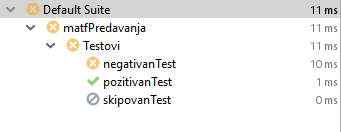 Default Suite 11 ms
matfPredavanja 11 ms
Testovi 11 ms
negativanTest 10 ms
pozitivanTest 1 ms
skipovanTest 0 ms